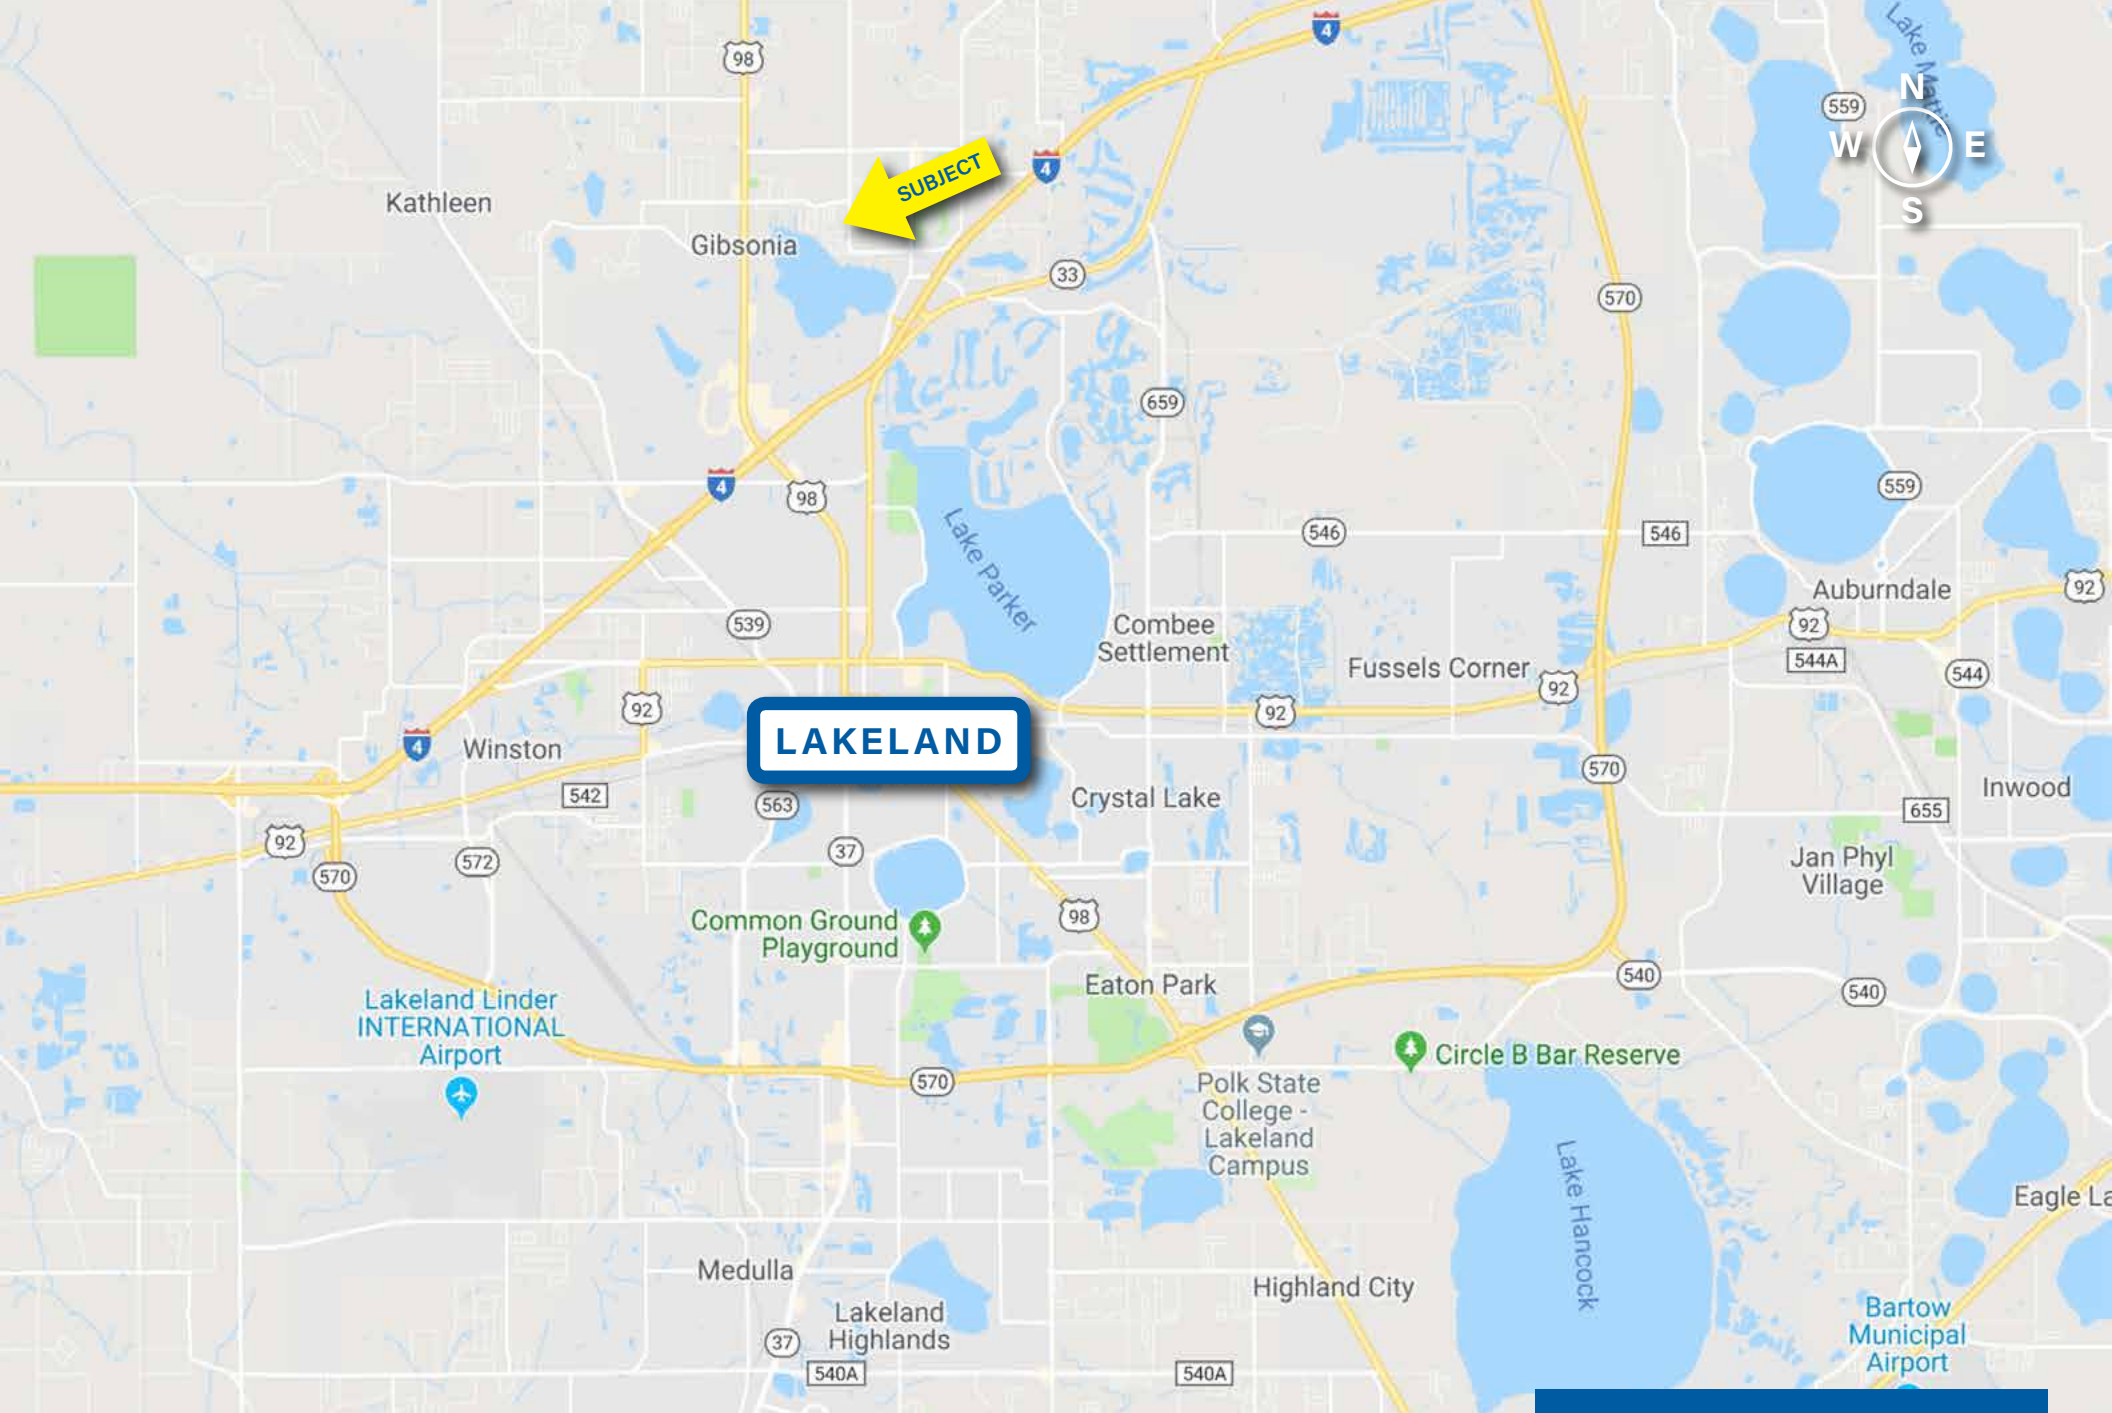 Lake Mattie
4
98
N
559
W
E
4
SUBJECT
Kathleen
S
Gibsonia
33
570
659
4
98
559
Lake Parker
546
546
92
Auburndale
539
Combee
Settlement
92
Fussels Corner
544A
544
92
92
92
LAKELAND
4
Winston
570
Inwood
542
563
Crystal Lake
655
92
37
572
570
Jan Phyl
Village
98
Common Ground
Playground
540
Eaton Park
540
Lakeland Linder
INTERNATIONAL
Airport
Circle B Bar Reserve
570
Polk State
College -
Lakeland
Campus
Lake Hancock
Eagle La
Medulla
Highland City
Lakeland
Highlands
Bartow
Municipal
Airport
37
540A
540A